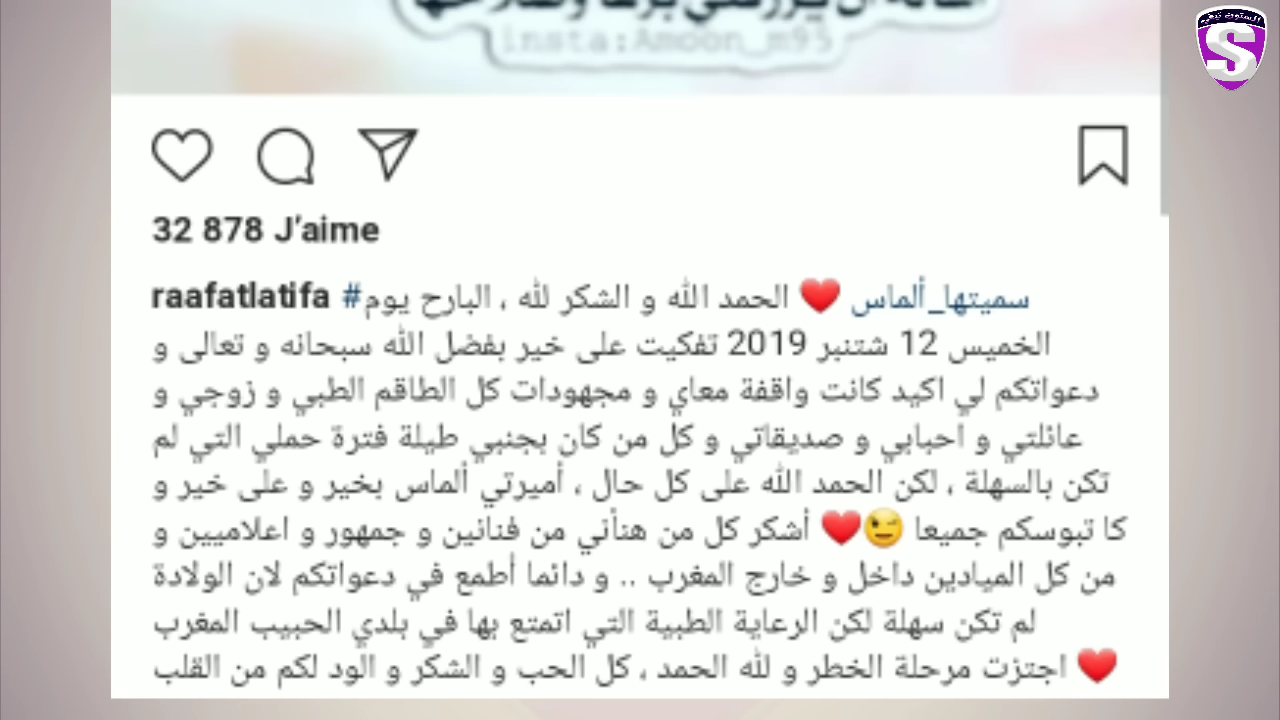 insta:Amoon_m95
السلوت تيفي
S
32 878 J'aime
raafatlatifa #سميتها_ألماس ❤️ الحمد الله و الشكر لله ، البارح يوم
الخميس 12 شتنبر 2019 تفكيت على خير بفضل الله سبحانه و تعالى و
دعواتكم لي اكيد كانت واقفة معاي و مجهودات كل الطاقم الطبي و زوجي و
عائلتي و احبابي و صديقاتي و كل من كان بجنبي طيلة فترة حملي التي لم
تكن بالسهلة ، لكن الحمد الله على كل حال ، أميرتي ألماس بخير و على خير و
كا تبوسكم جميعا 😉❤️ أشكر كل من هنأني من فنانين و جمهور و اعلاميين و
من كل الميادين داخل و خارج المغرب .. و دائما أطمع في دعواتكم لان الولادة
لم تكن سهلة لكن الرعاية الطبية التي اتمتع بها في بلدي الحبيب المغرب
❤️ اجتزت مرحلة الخطر و لله الحمد ، كل الحب و الشكر و الود لكم من القلب